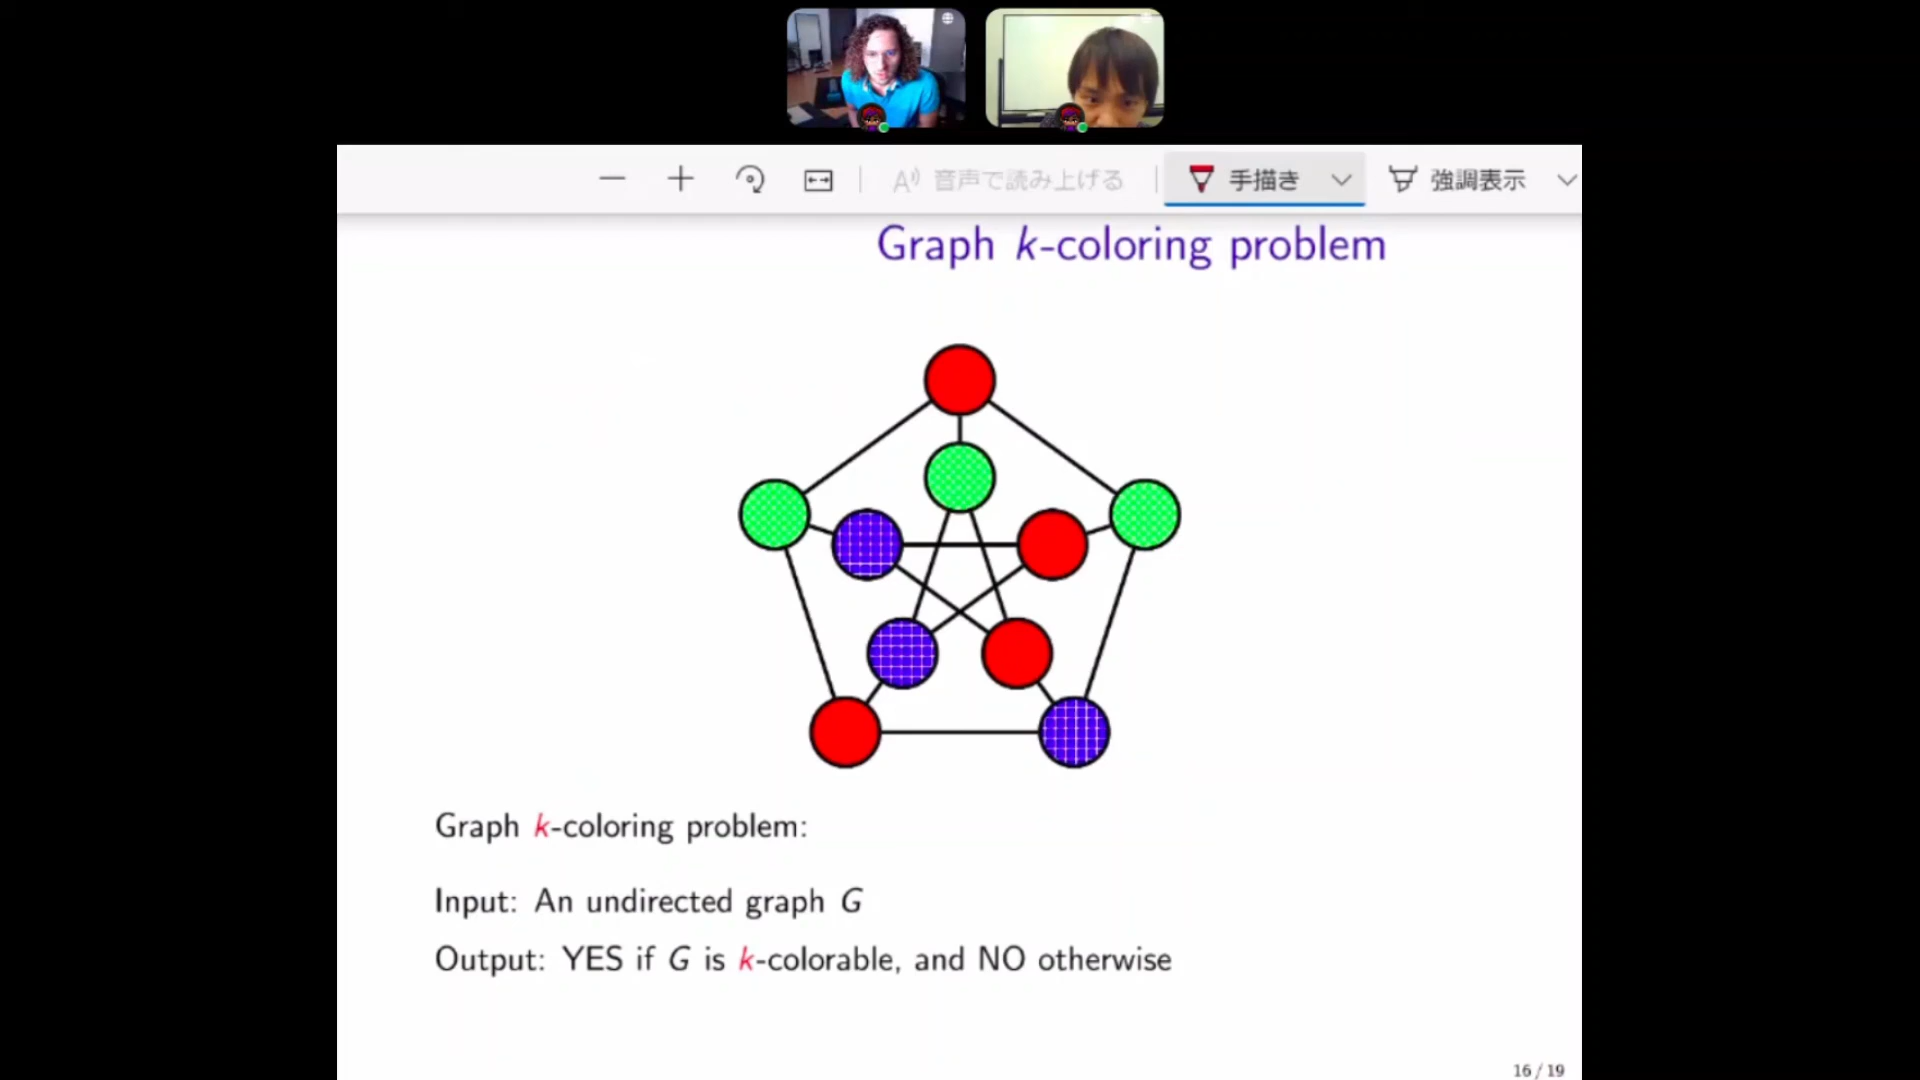 音声で読み上げる 手描き 強調表示
Graph k-coloring problem
Graph k-coloring problem:
Input: An undirected graph G
Output: YES if G is k-colorable, and NO otherwise
16 / 19